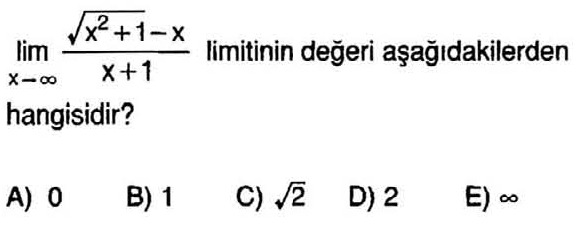 lim x→∞ (√(x²+1) − x)/(x+1) limitinin değeri aşağıdakilerden
hangisidir?
A) 0 B) 1 C) √2 D) 2 E) ∞